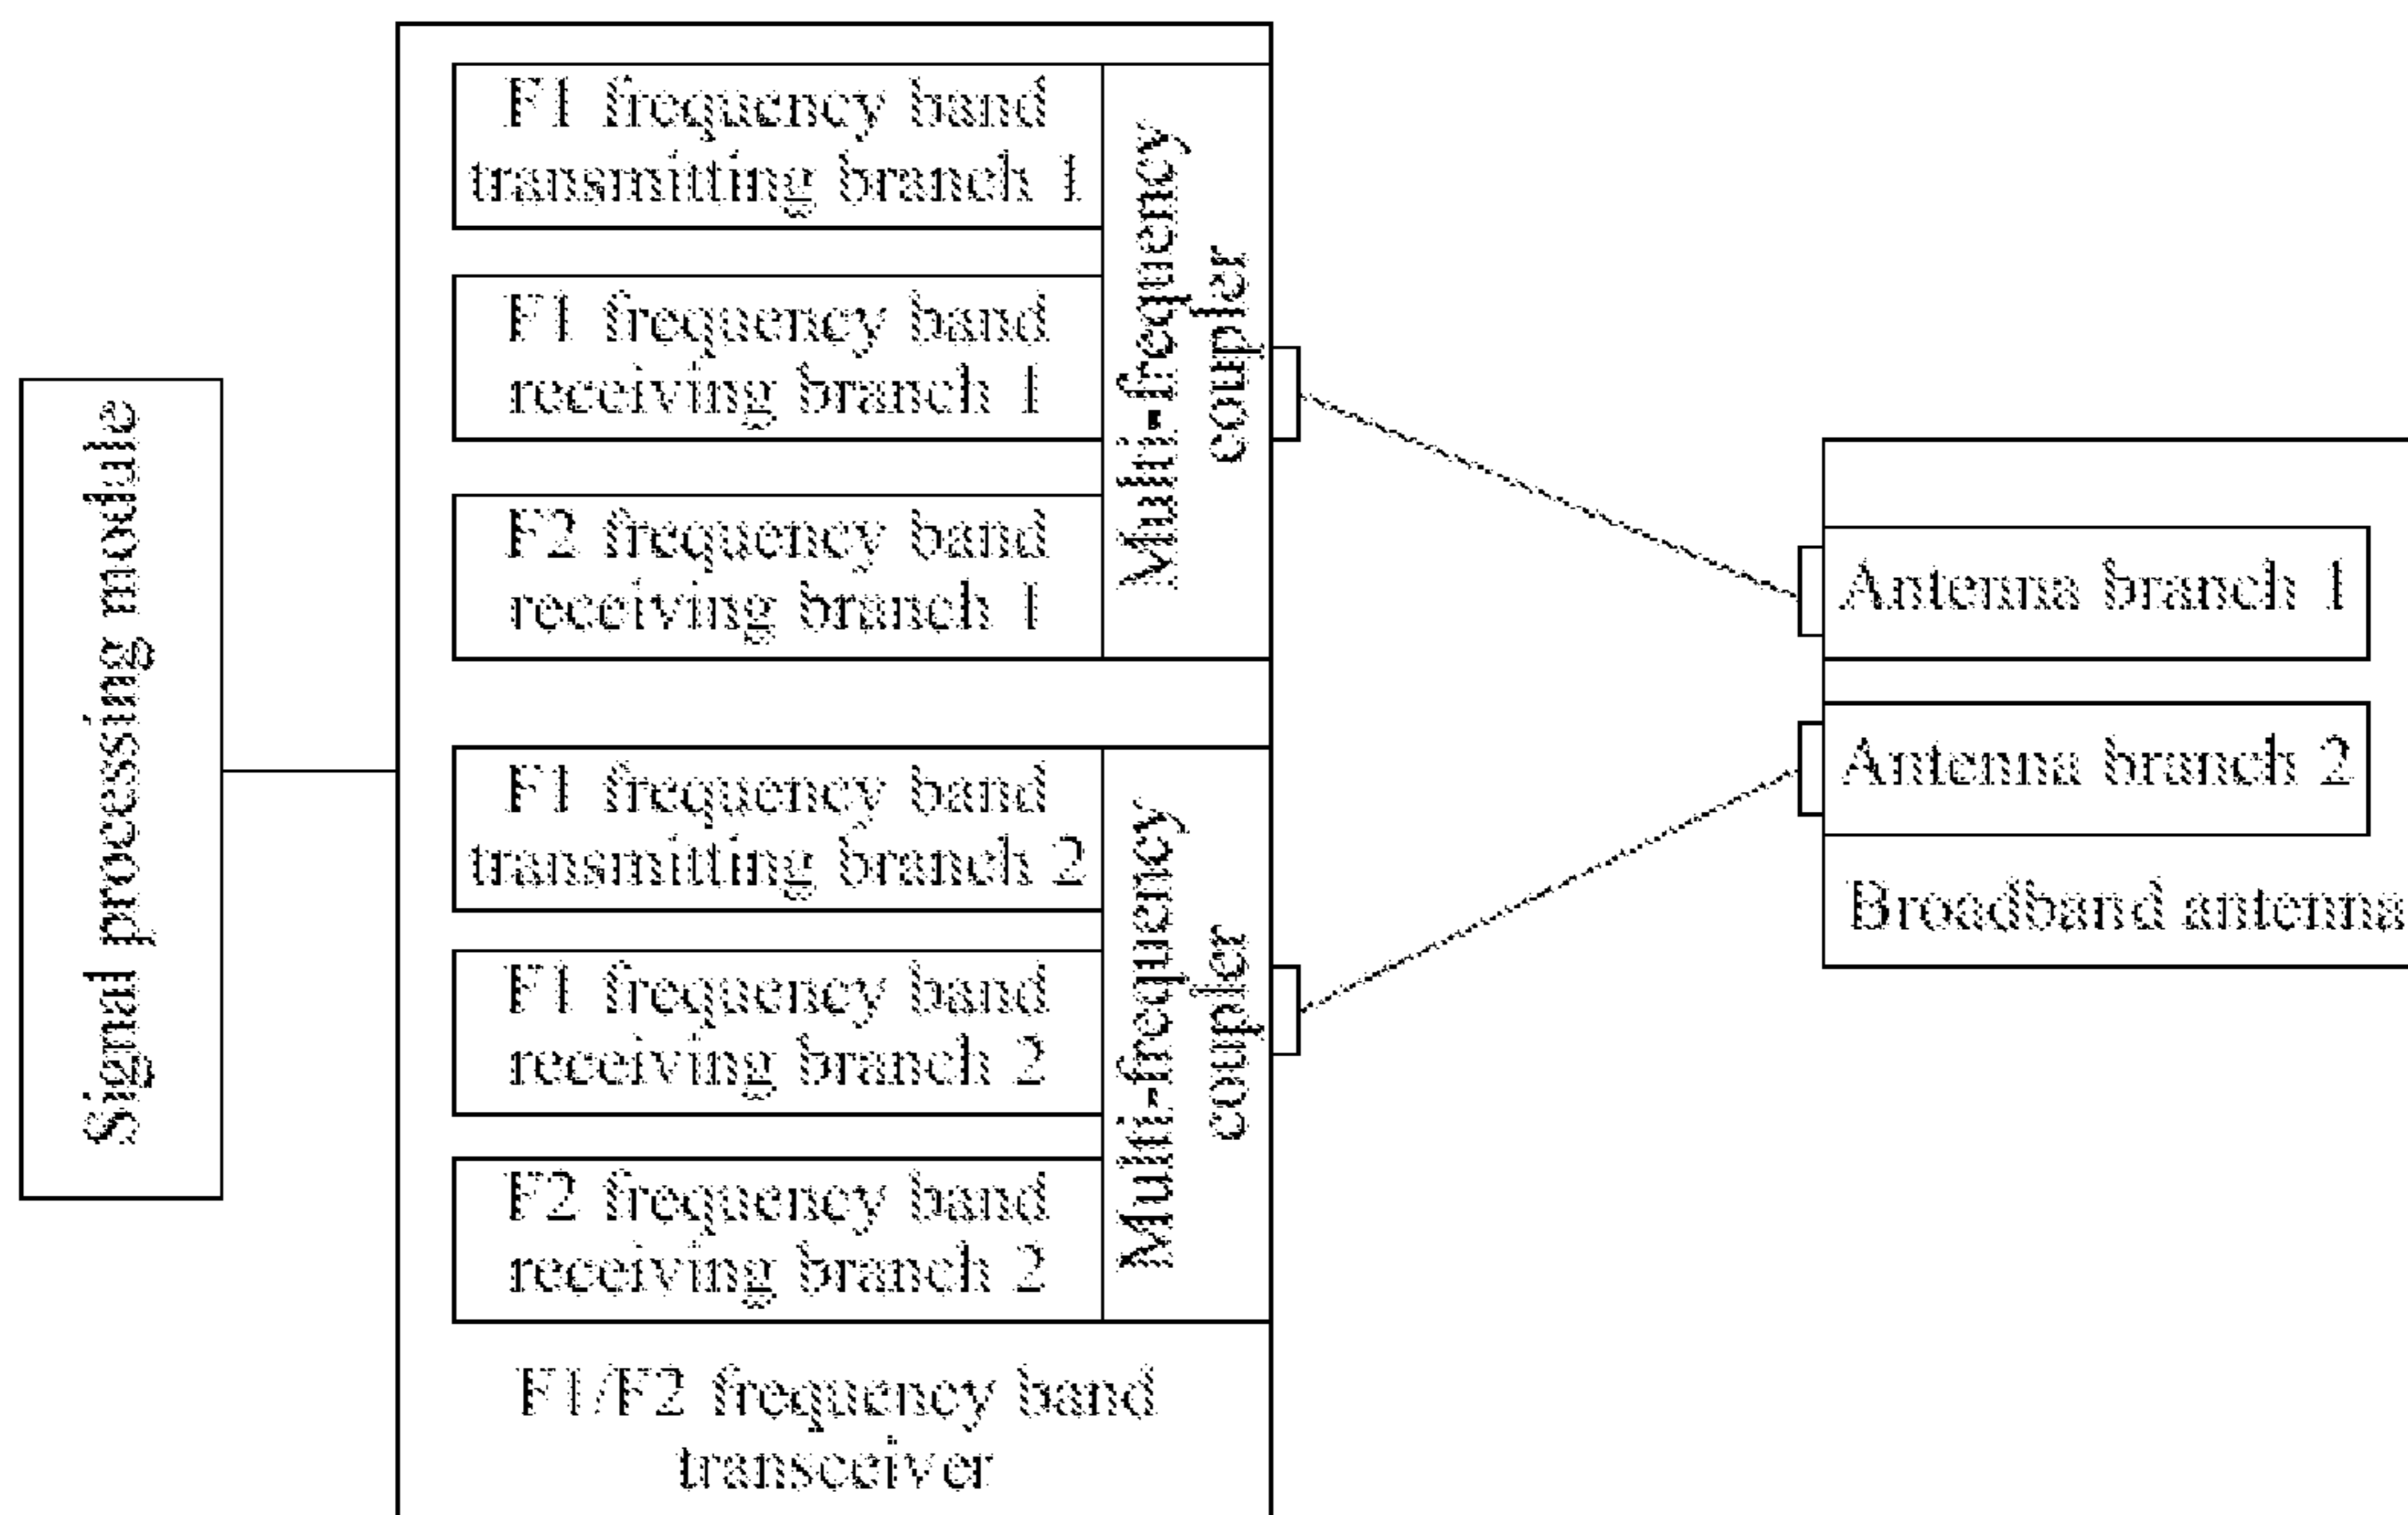 Signal processing module
F1 frequency band
transmitting branch 1
F1 frequency band
receiving branch 1
F2 frequency band
receiving branch 1
Multi-frequency
coupler
F1 frequency band
transmitting branch 2
F1 frequency band
receiving branch 2
F2 frequency band
receiving branch 2
Multi-frequency
coupler
F1/F2 frequency band
transceiver
Antenna branch 1
Antenna branch 2
Broadband antenna